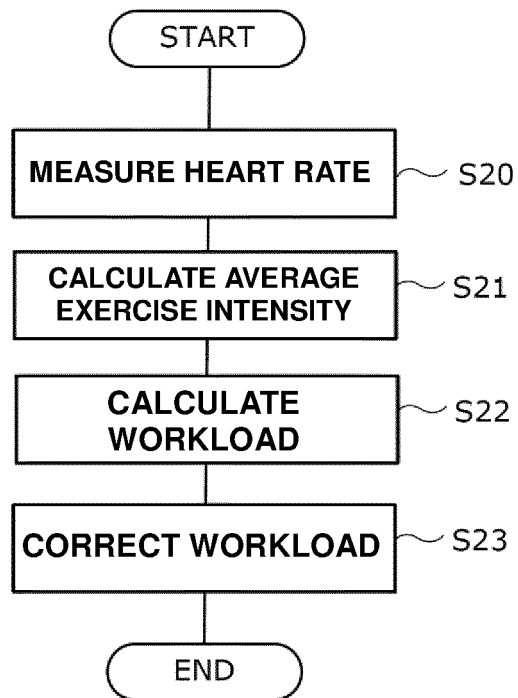 START
MEASURE HEART RATE
S20
CALCULATE AVERAGE
EXERCISE INTENSITY
S21
CALCULATE
WORKLOAD
S22
CORRECT WORKLOAD
S23
END